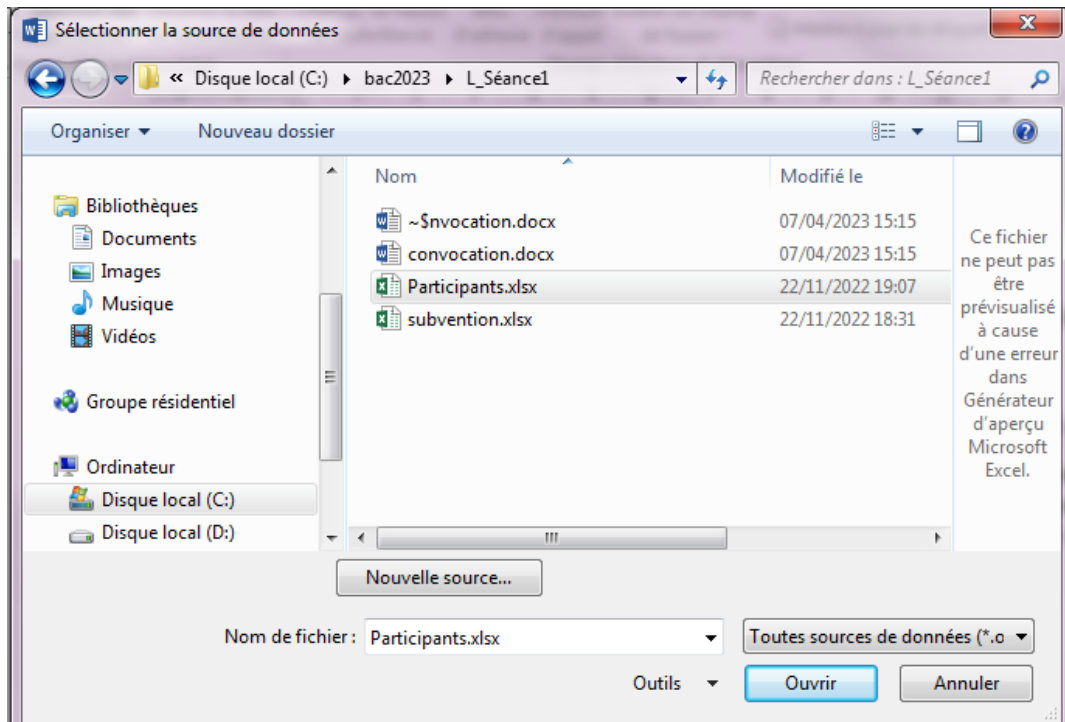 Sélectionner la source de données
« Disque local (C:) bac2023 L_Séance1
Rechercher dans : L_Séance1
Organiser
Nouveau dossier
Bibliothèques
Documents
Images
Musique
Vidéos
Groupe résidentiel
Ordinateur
Disque local (C:)
Disque local (D:)
Nom Modifié le
~$nvocation.docx 07/04/2023 15:15
convocation.docx 07/04/2023 15:15
Participants.xlsx 22/11/2022 19:07
subvention.xlsx 22/11/2022 18:31
Ce fichier
ne peut pas
être
prévisualisé
à cause
d'une erreur
dans
Générateur
d'aperçu
Microsoft
Excel.
Nouvelle source...
Nom de fichier : Participants.xlsx
Toutes sources de données (*.o
Outils
Ouvrir
Annuler